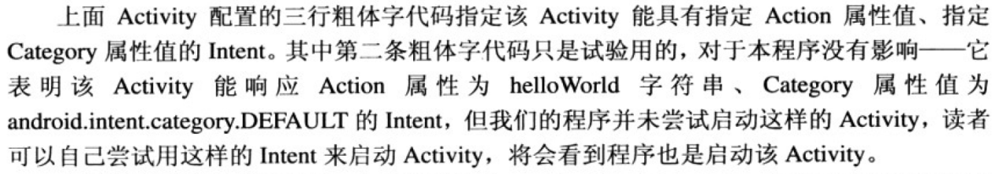 上面 Activity 配置的三行粗体字代码指定该 Activity 能具有指定 Action 属性值、指定
Category 属性值的 Intent。其中第二条粗体字代码只是试验用的，对于本程序没有影响——它
表明该 Activity 能响应 Action 属性为 helloWorld 字符串、Category 属性值为
android.intent.category.DEFAULT 的 Intent，但我们的程序并未尝试启动这样的 Activity，读者
可以自己尝试用这样的 Intent 来启动 Activity，将会看到程序也是启动该 Activity。